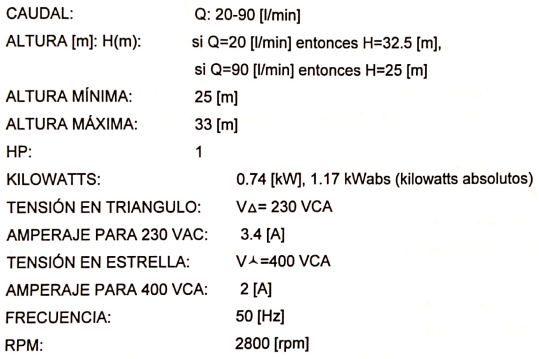 CAUDAL: Q: 20-90 [l/min]
ALTURA [m]: H(m): si Q=20 [l/min] entonces H=32.5 [m],
si Q=90 [l/min] entonces H=25 [m]
ALTURA MÍNIMA: 25 [m]
ALTURA MÁXIMA: 33 [m]
HP: 1
KILOWATTS: 0.74 [kW], 1.17 kWabs (kilowatts absolutos)
TENSIÓN EN TRIANGULO: V△= 230 VCA
AMPERAJE PARA 230 VAC: 3.4 [A]
TENSIÓN EN ESTRELLA: V⅄=400 VCA
AMPERAJE PARA 400 VCA: 2 [A]
FRECUENCIA: 50 [Hz]
RPM: 2800 [rpm]